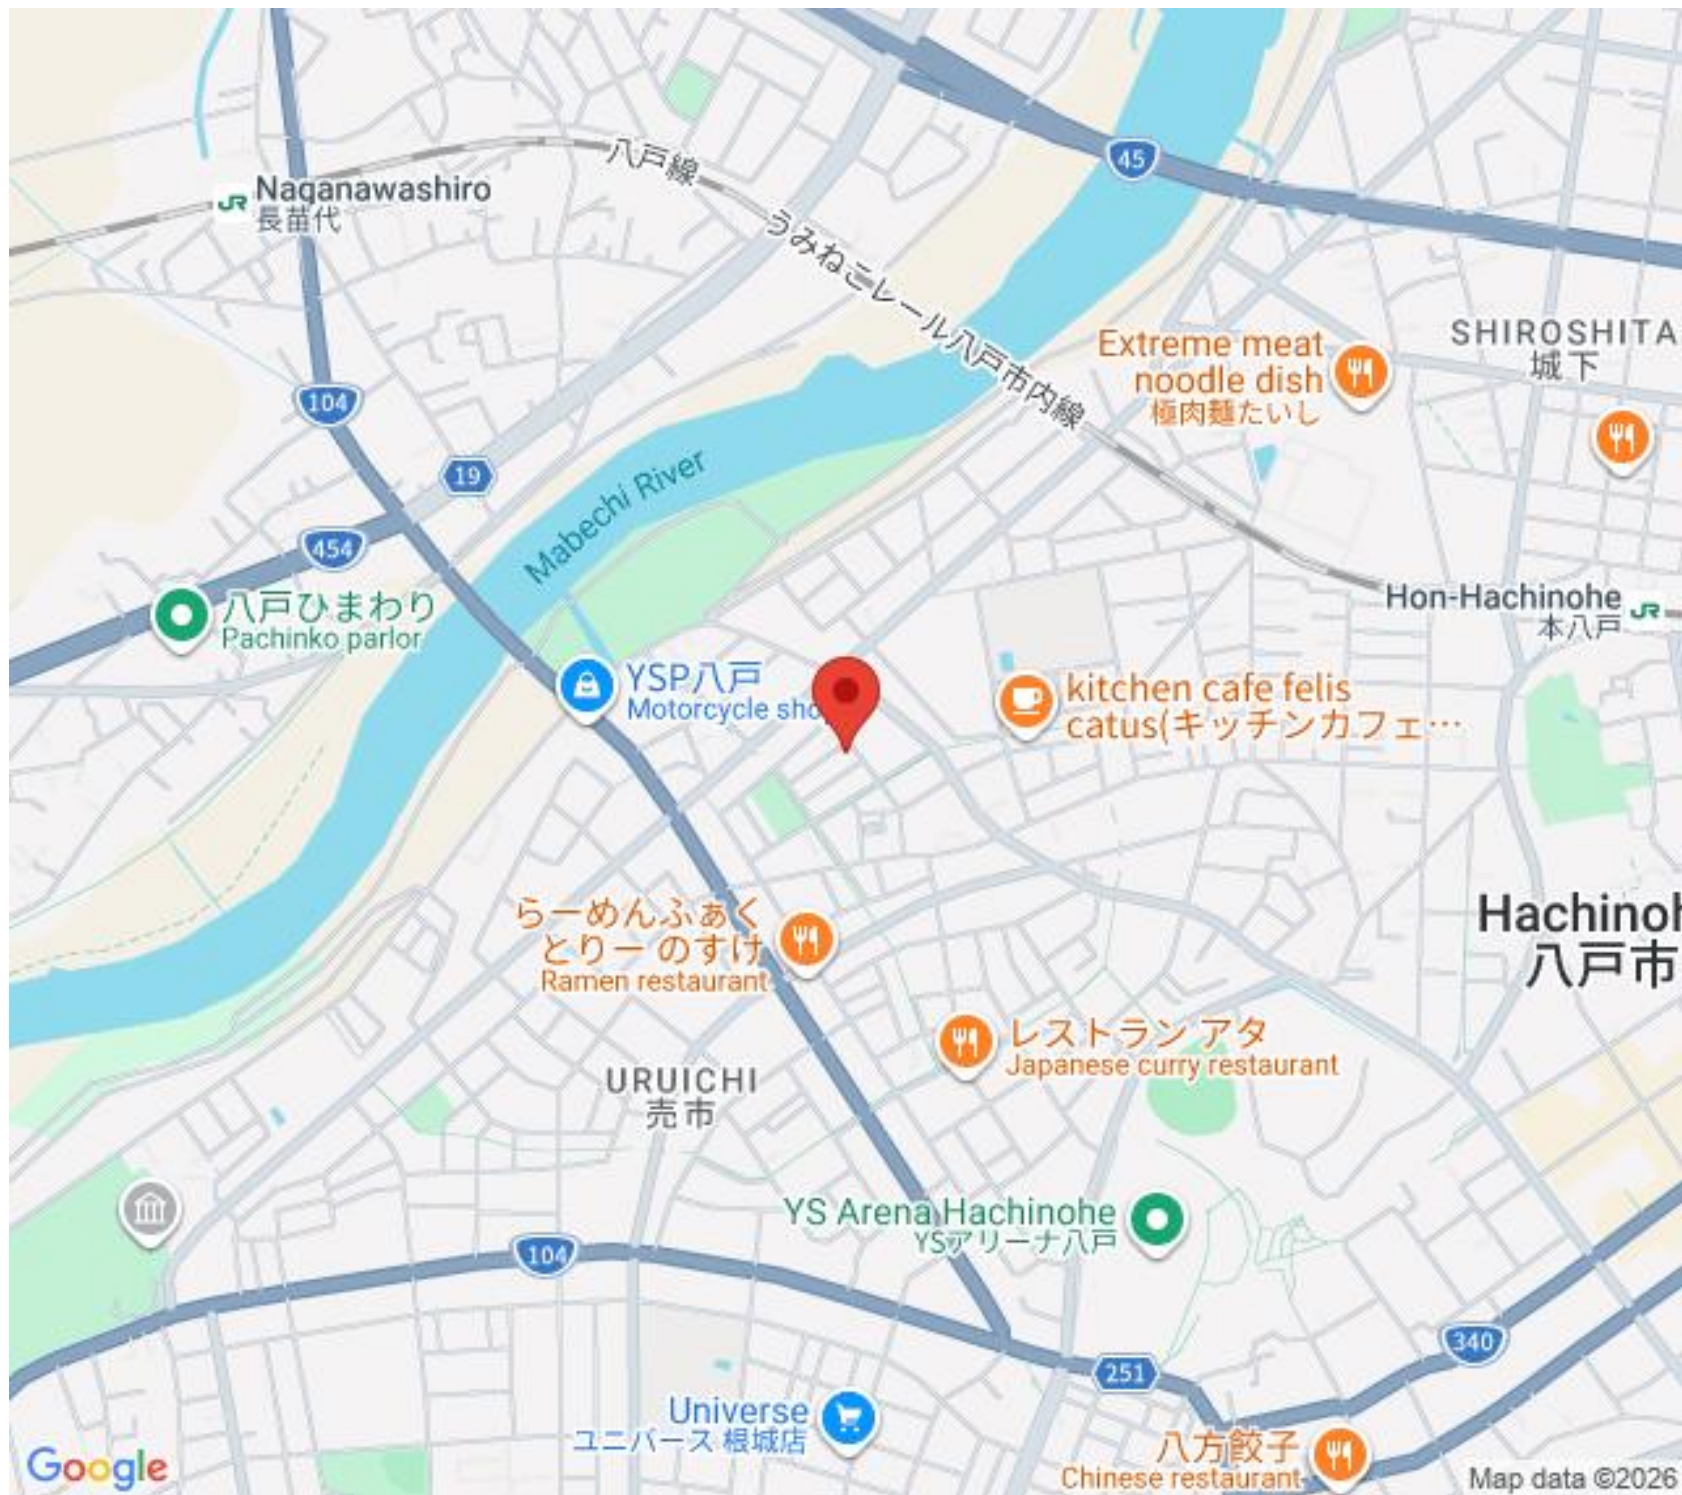 45
八戸線
JR
Naganawashiro
長苗代
うみねこレール八戸市内線
SHIROSHITA
城下
Extreme meat
noodle dish
極肉麺たいし
104
19
Mabechi River
454
八戸ひまわり
Pachinko parlor
Hon-Hachinohe
JR
本八戸
YSP八戸
Motorcycle sho
kitchen cafe felis
catus(キッチンカフェ…
らーめんふぁく
とりー のすけ
Ramen restaurant
Hachinoh
八戸市
レストラン アタ
Japanese curry restaurant
URUICHI
売市
YS Arena Hachinohe
YSアリーナ八戸
104
340
251
Universe
ユニバース 根城店
八方餃子
Chinese restaurant
Google
Map data ©2026